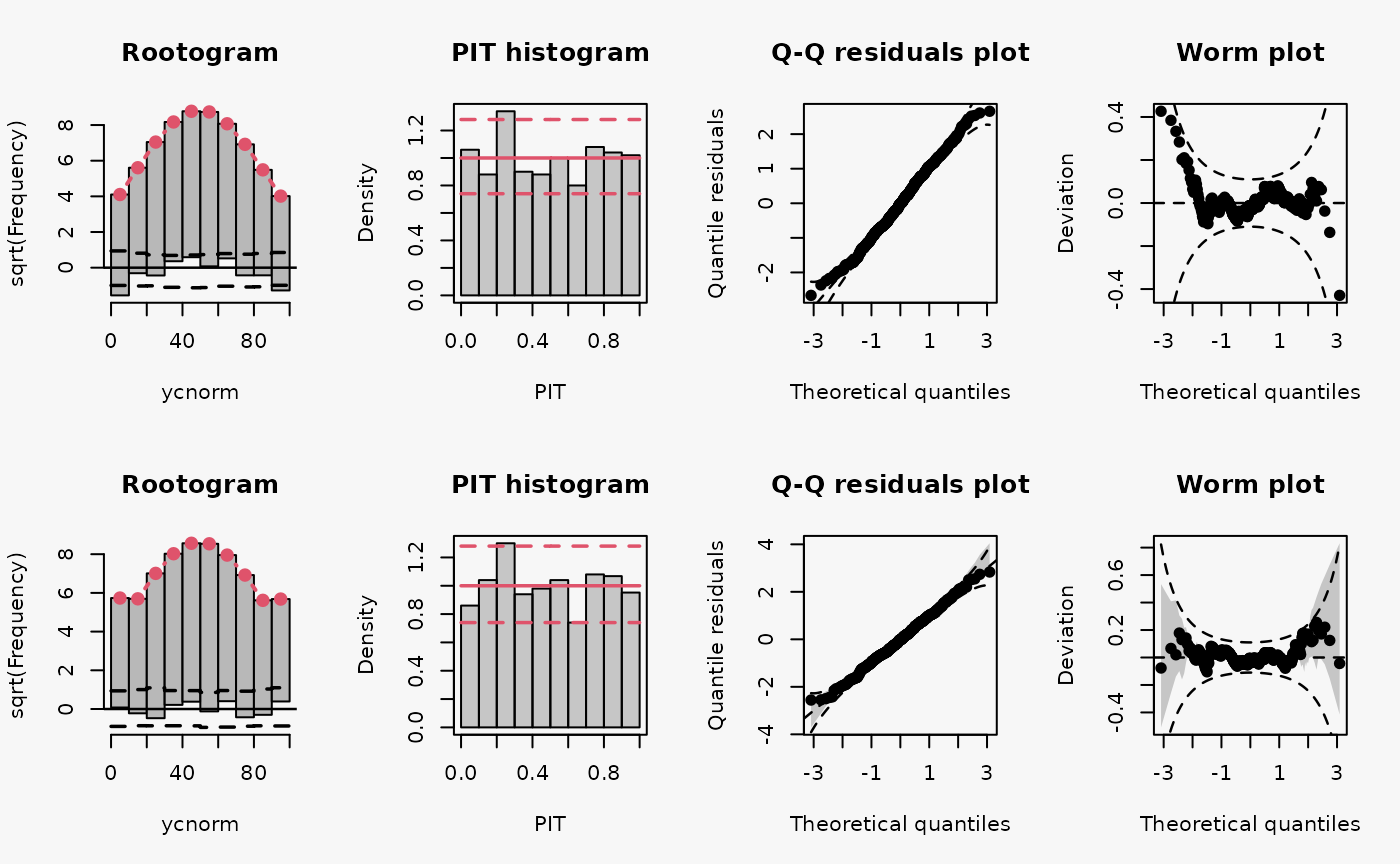 Rootogram
sqrt(Frequency)
8
6
4
2
0
0 40 80
ycnorm
PIT histogram
Density
1.2
0.8
0.4
0.0
0.0 0.4 0.8
PIT
Q-Q residuals plot
Quantile residuals
2
1
0
-2
-3 -1 1 3
Theoretical quantiles
Worm plot
Deviation
0.4
0.0
-0.4
-3 -1 1 3
Theoretical quantiles
Rootogram
sqrt(Frequency)
8
6
4
2
0
0 40 80
ycnorm
PIT histogram
Density
1.2
0.8
0.4
0.0
0.0 0.4 0.8
PIT
Q-Q residuals plot
Quantile residuals
4
2
0
-2
-4
-3 -1 1 3
Theoretical quantiles
Worm plot
Deviation
0.6
0.2
-0.4
-3 -1 1 3
Theoretical quantiles